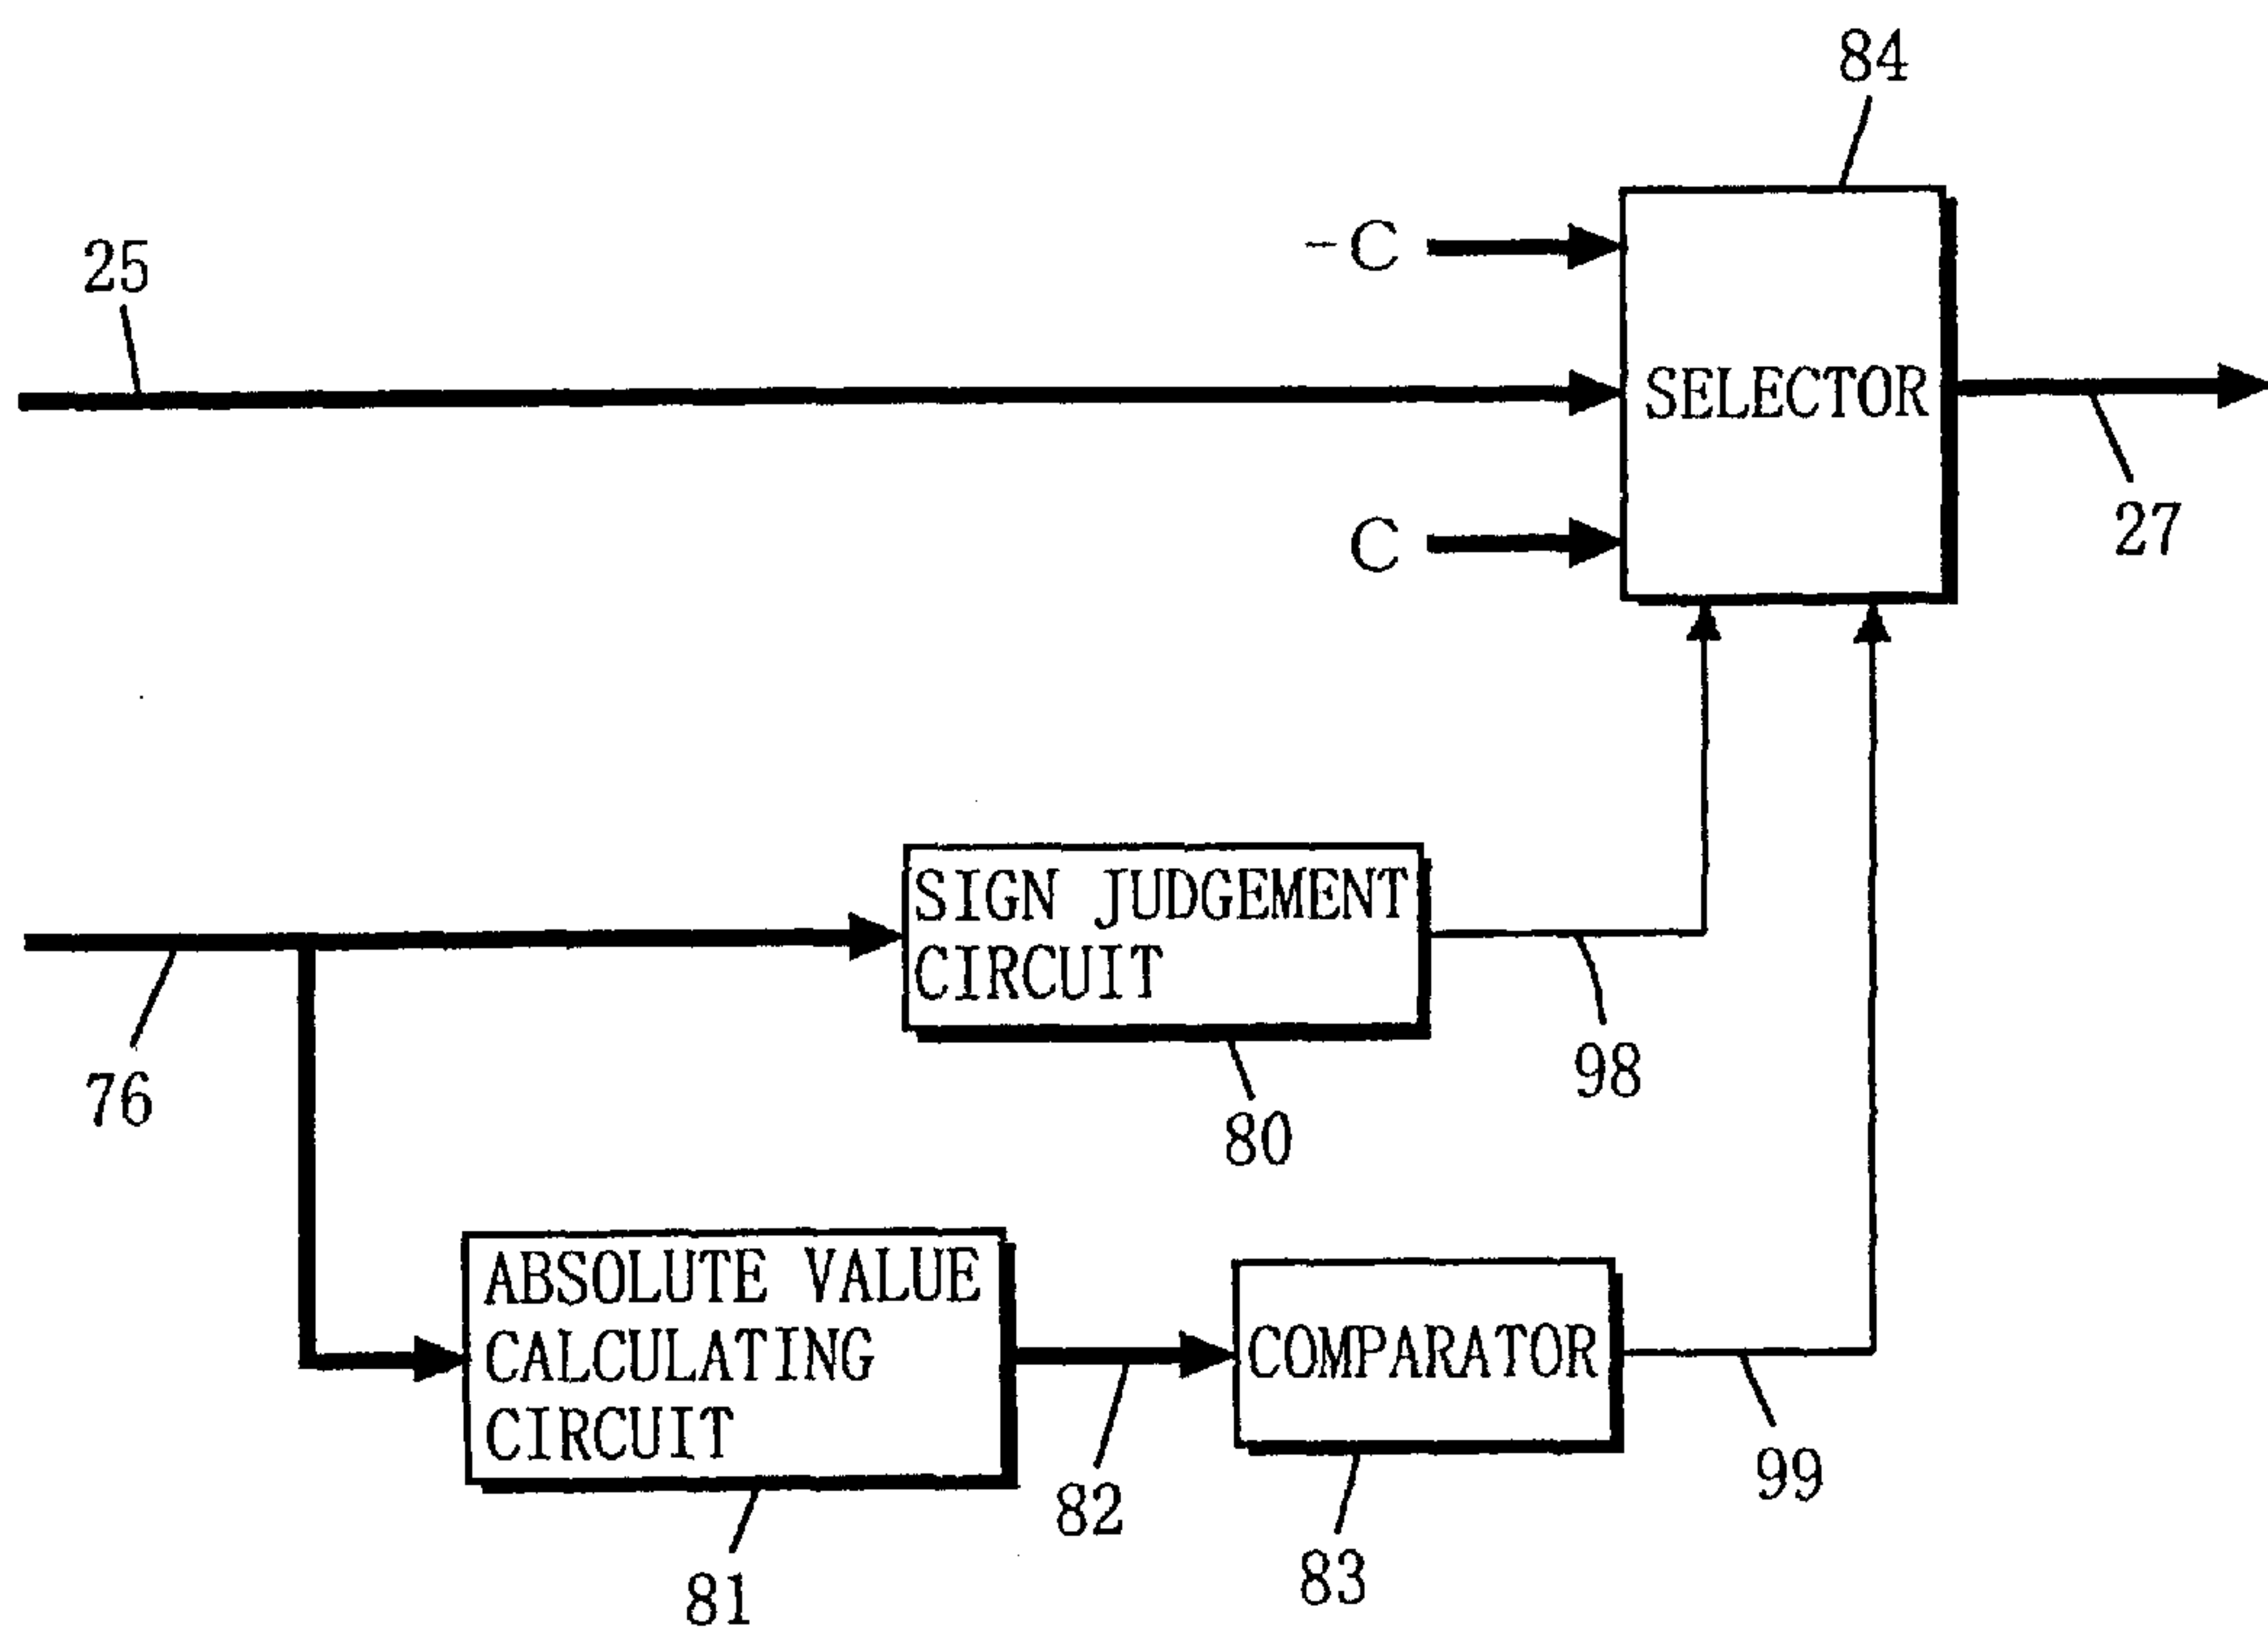 84
-C
25
SELECTOR
C
27
SIGN JUDGEMENT
CIRCUIT
98
76
80
ABSOLUTE VALUE
CALCULATING
CIRCUIT
COMPARATOR
99
82
83
81